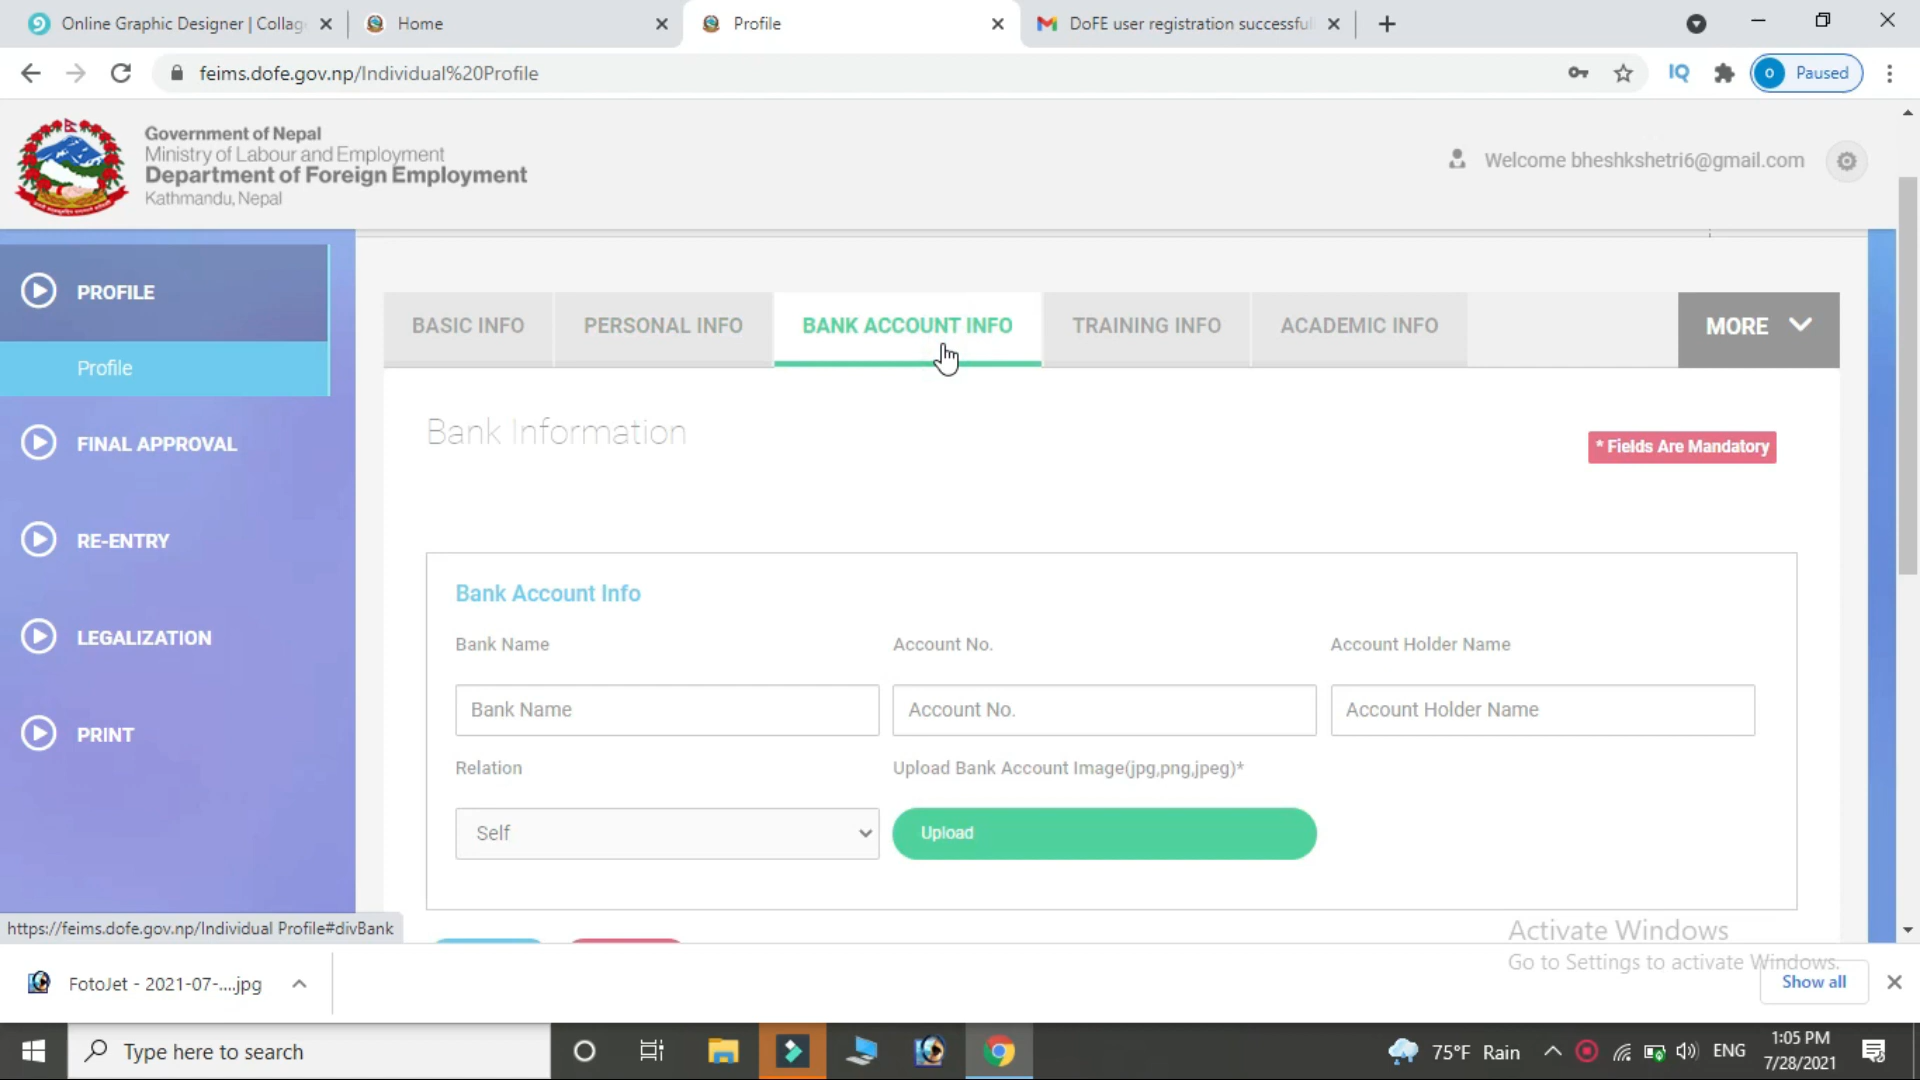 Online Graphic Designer | Collag
Home
Profile
DoFE user registration successful
feims.dofe.gov.np/Individual%20Profile
IQ
o
Paused
Government of Nepal
Ministry of Labour and Employment
Department of Foreign Employment
Kathmandu, Nepal
Welcome bheshkshetri6@gmail.com
PROFILE
Profile
FINAL APPROVAL
RE-ENTRY
LEGALIZATION
PRINT
BASIC INFO
PERSONAL INFO
BANK ACCOUNT INFO
TRAINING INFO
ACADEMIC INFO
MORE
Bank Information
* Fields Are Mandatory
Bank Account Info
Bank Name
Account No.
Account Holder Name
Bank Name
Account No.
Account Holder Name
Relation
Upload Bank Account Image(jpg,png,jpeg)*
Self
Upload
https://feims.dofe.gov.np/Individual Profile#divBank
Activate Windows
Go to Settings to activate Windows.
FotoJet - 2021-07-....jpg
Show all
Type here to search
75°F Rain
ENG
1:05 PM
7/28/2021